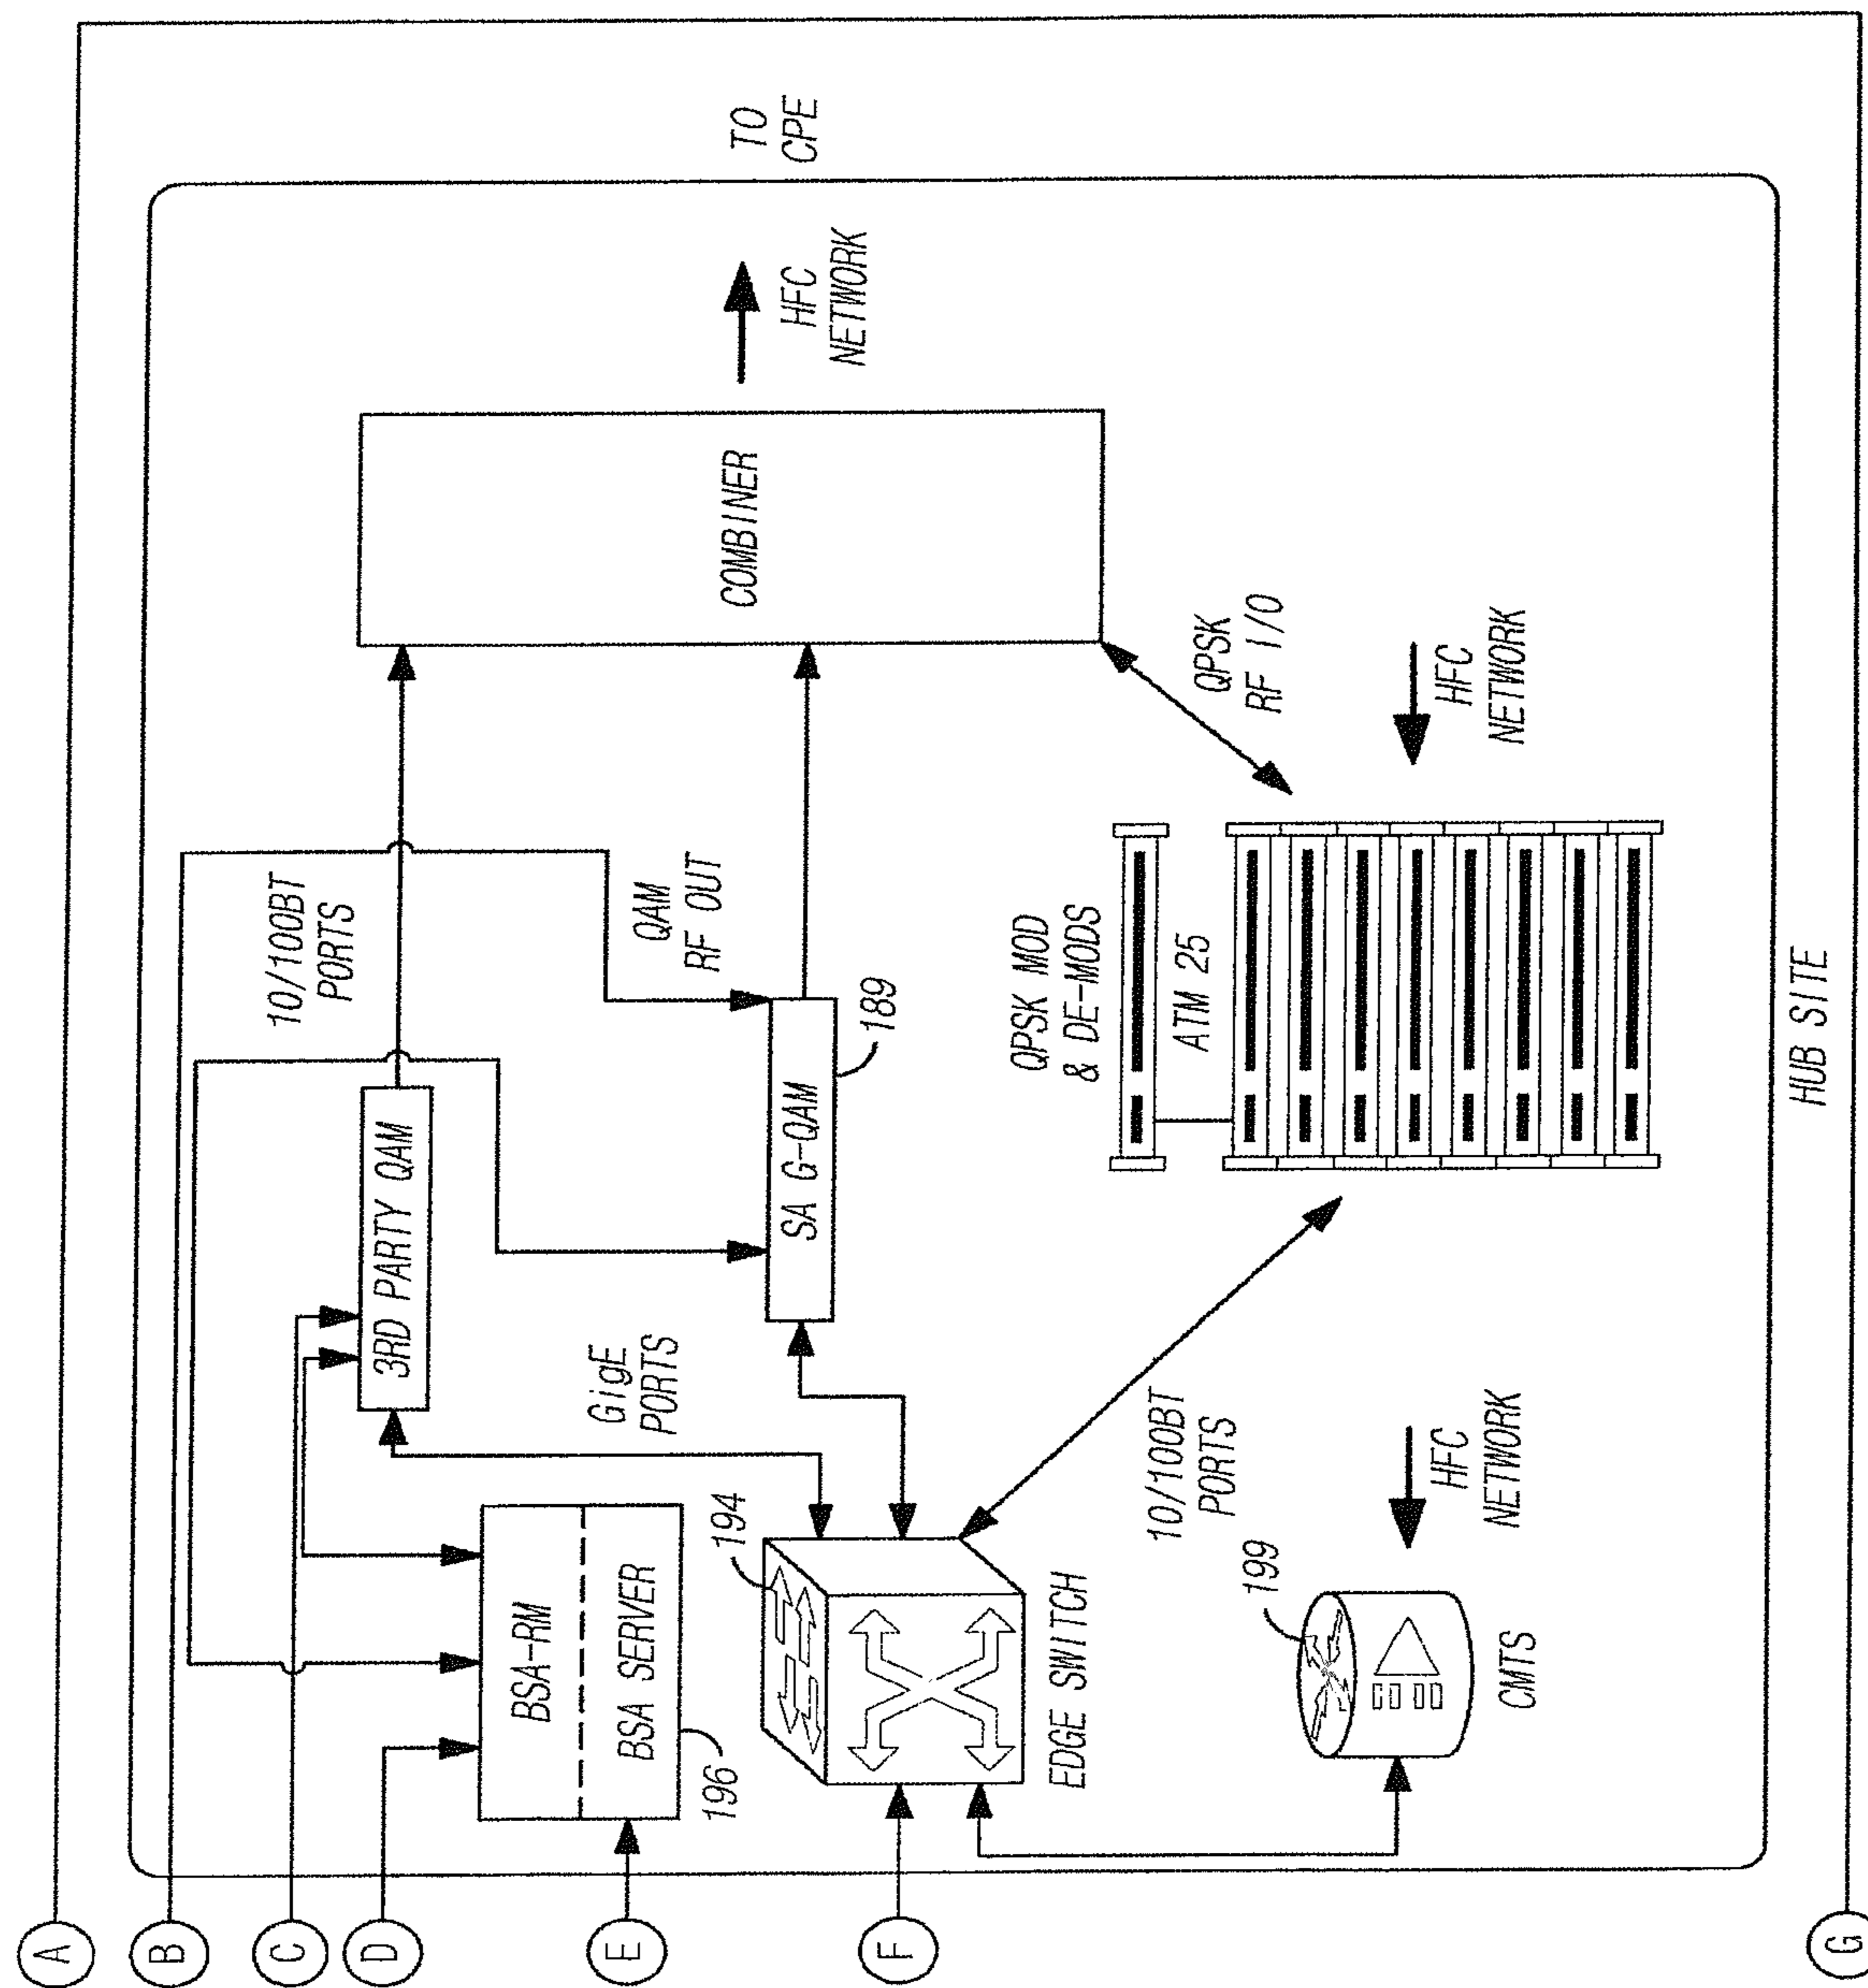 A
B
C
D
E
F
G
TO
CPE
HFC
NETWORK
COMBINER
10/100BT
PORTS
3RD PARTY QAM
QAM
RF OUT
SA G-QAM
189
GigE
PORTS
BSA-RM
BSA SERVER
196
194
EDGE SWITCH
QPSK
RF I/O
QPSK MOD
& DE-MODS
ATM 25
HFC
NETWORK
10/100BT
PORTS
199
CMTS
HFC
NETWORK
HUB SITE